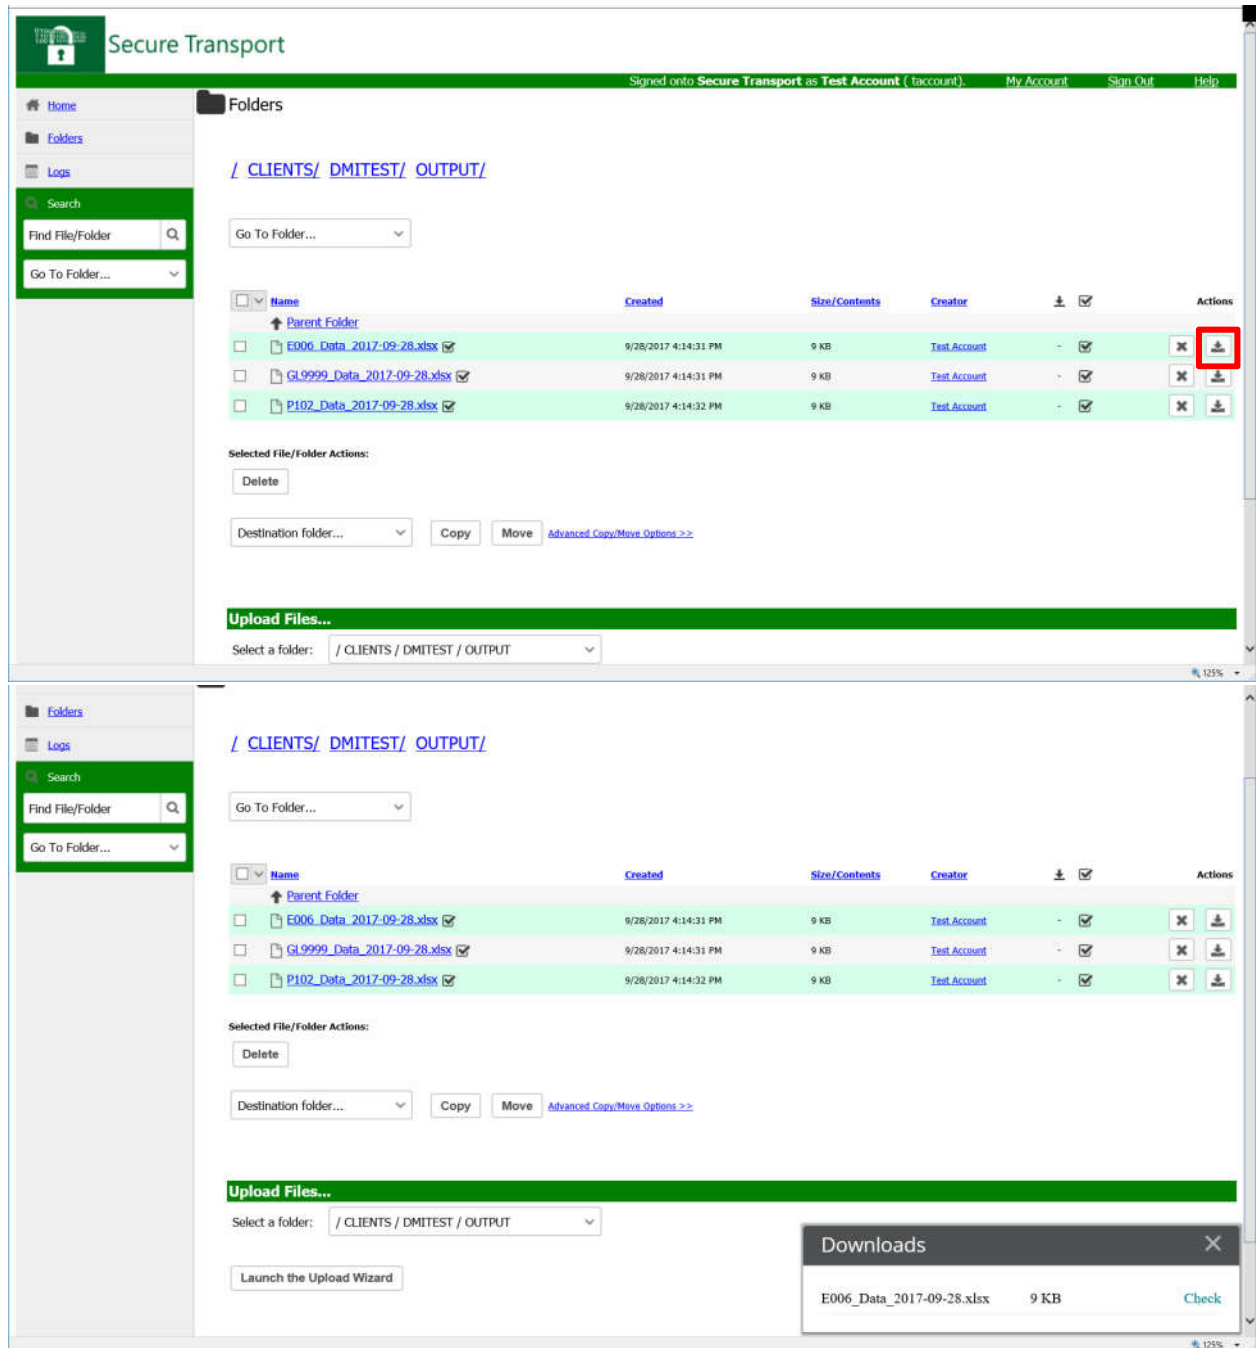 Secure Transport
Signed onto Secure Transport as Test Account ( taccount). My Account Sign Out Help
Home
Folders
Folders
Logs
/ CLIENTS/ DMITEST/ OUTPUT/
Search
Find File/Folder
Go To Folder...
Go To Folder...
Name Created Size/Contents Creator Actions
Parent Folder
E006_Data_2017-09-28.xlsx 9/28/2017 4:14:31 PM 9 KB Test Account -
GL9999_Data_2017-09-28.xlsx 9/28/2017 4:14:31 PM 9 KB Test Account -
P102_Data_2017-09-28.xlsx 9/28/2017 4:14:32 PM 9 KB Test Account -
Selected File/Folder Actions:
Delete
Destination folder... Copy Move Advanced Copy/Move Options >>
Upload Files...
Select a folder: / CLIENTS / DMITEST / OUTPUT
125%
Folders
Logs
/ CLIENTS/ DMITEST/ OUTPUT/
Search
Find File/Folder
Go To Folder...
Go To Folder...
Name Created Size/Contents Creator Actions
Parent Folder
E006_Data_2017-09-28.xlsx 9/28/2017 4:14:31 PM 9 KB Test Account -
GL9999_Data_2017-09-28.xlsx 9/28/2017 4:14:31 PM 9 KB Test Account -
P102_Data_2017-09-28.xlsx 9/28/2017 4:14:32 PM 9 KB Test Account -
Selected File/Folder Actions:
Delete
Destination folder... Copy Move Advanced Copy/Move Options >>
Upload Files...
Select a folder: / CLIENTS / DMITEST / OUTPUT
Launch the Upload Wizard
Downloads
E006_Data_2017-09-28.xlsx 9 KB Check
125%